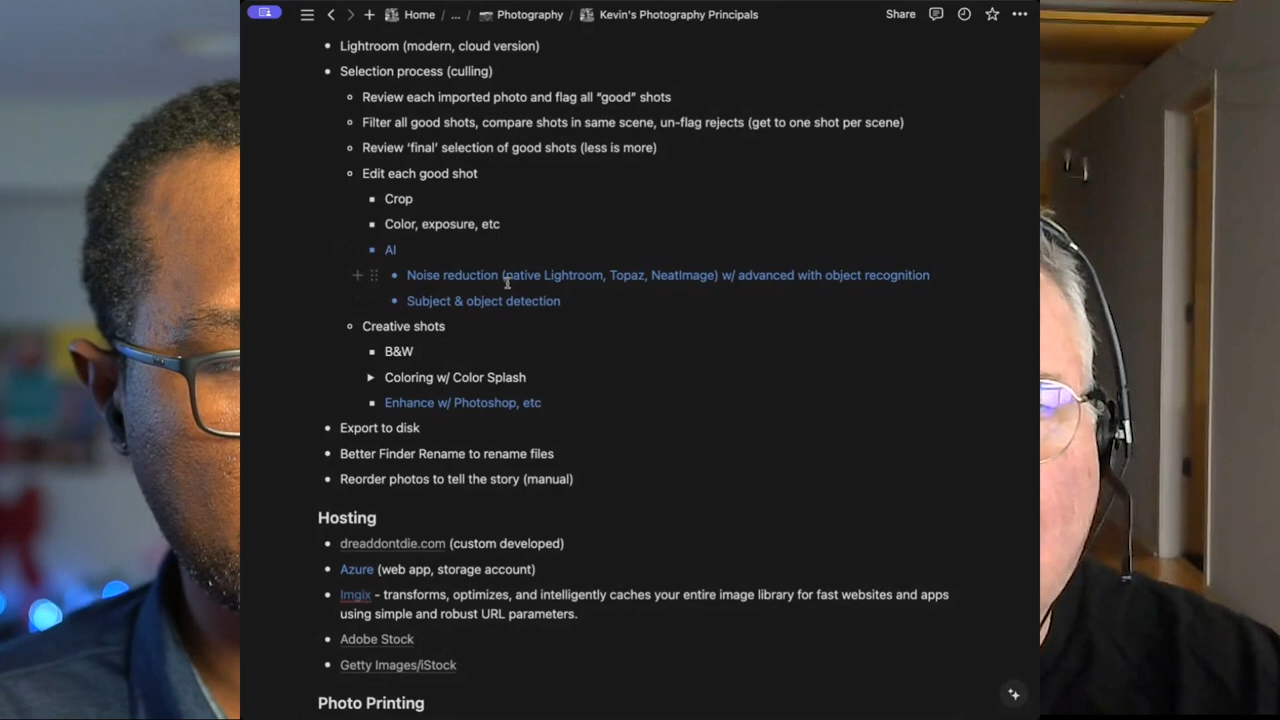 Home / ... / Photography / Kevin's Photography Principals Share
Lightroom (modern, cloud version)
Selection process (culling)
Review each imported photo and flag all “good” shots
Filter all good shots, compare shots in same scene, un-flag rejects (get to one shot per scene)
Review ‘final’ selection of good shots (less is more)
Edit each good shot
Crop
Color, exposure, etc
AI
Noise reduction (native Lightroom, Topaz, NeatImage) w/ advanced with object recognition
Subject & object detection
Creative shots
B&W
Coloring w/ Color Splash
Enhance w/ Photoshop, etc
Export to disk
Better Finder Rename to rename files
Reorder photos to tell the story (manual)
Hosting
dreaddontdie.com (custom developed)
Azure (web app, storage account)
Imgix - transforms, optimizes, and intelligently caches your entire image library for fast websites and apps
using simple and robust URL parameters.
Adobe Stock
Getty Images/iStock
Photo Printing